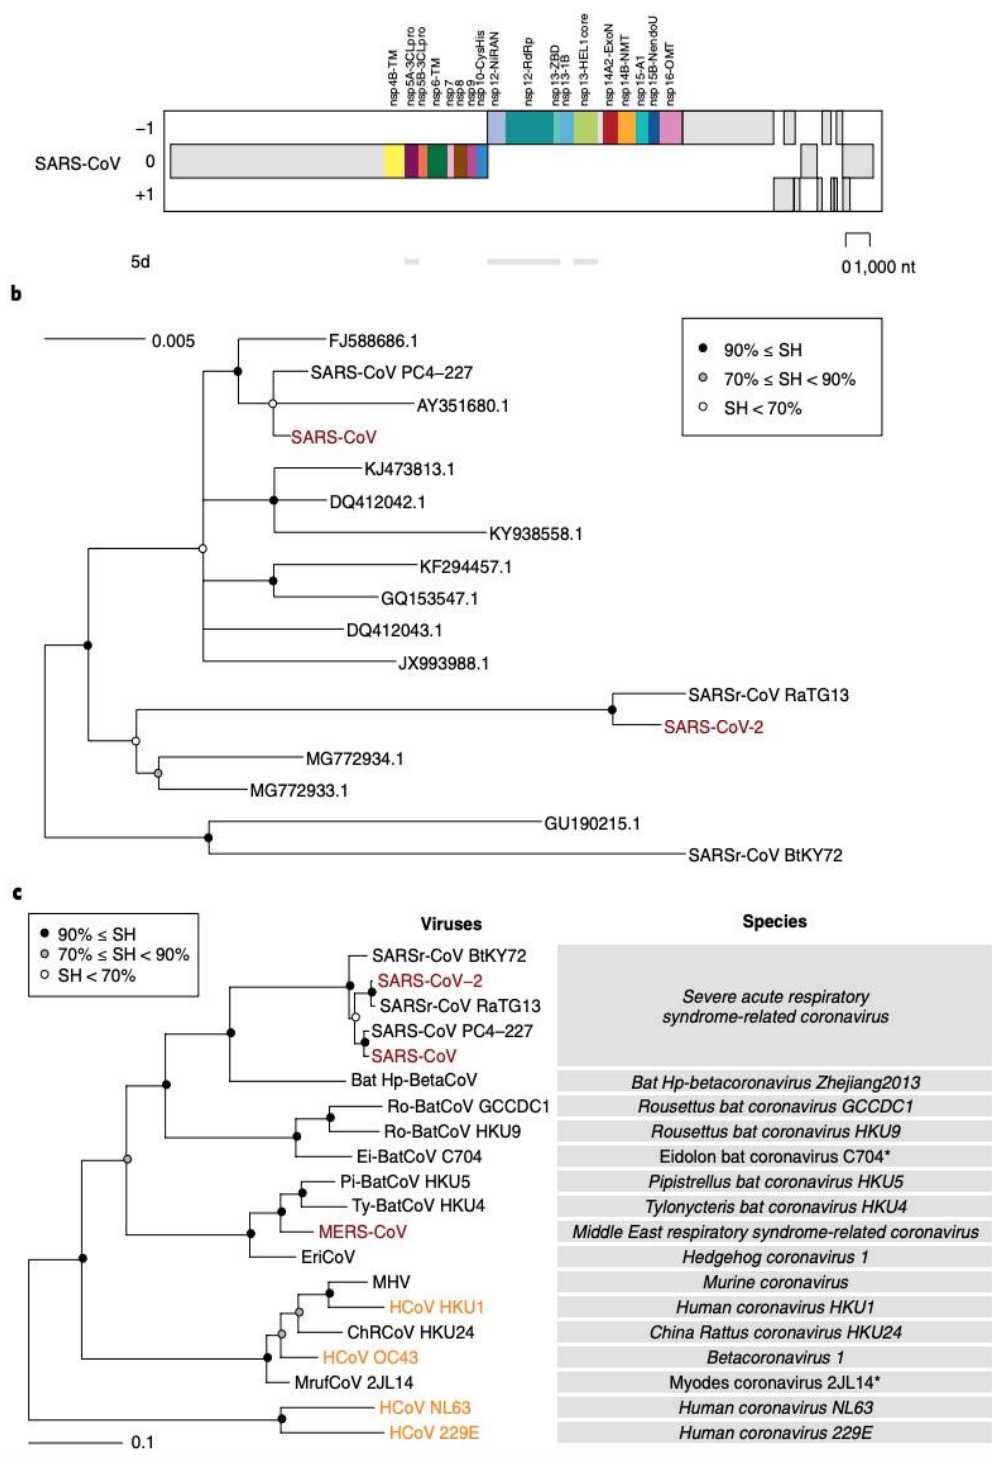 nsp4B-TM
nsp5A-3CLpro
nsp5B-3CLpro
nsp6-TM
nsp7
nsp8
nsp9
nsp10-CysHis
nsp12-NiRAN
nsp12-RdRp
nsp13-ZBD
nsp13-1B
nsp13-HEL1core
nsp14A2-ExoN
nsp14B-NMT
nsp15-A1
nsp15B-NendoU
nsp16-OMT
−1
SARS-CoV 0
+1
5d
0 1,000 nt
b
0.005
90% ≤ SH
70% ≤ SH < 90%
SH < 70%
FJ588686.1
SARS-CoV PC4–227
AY351680.1
SARS-CoV
KJ473813.1
DQ412042.1
KY938558.1
KF294457.1
GQ153547.1
DQ412043.1
JX993988.1
SARSr-CoV RaTG13
SARS-CoV-2
MG772934.1
MG772933.1
GU190215.1
SARSr-CoV BtKY72
c
90% ≤ SH
70% ≤ SH < 90%
SH < 70%
Viruses
Species
SARSr-CoV BtKY72
SARS-CoV–2
SARSr-CoV RaTG13
SARS-CoV PC4–227
SARS-CoV
Severe acute respiratory
syndrome-related coronavirus
Bat Hp-BetaCoV
Bat Hp-betacoronavirus Zhejiang2013
Ro-BatCoV GCCDC1
Rousettus bat coronavirus GCCDC1
Ro-BatCoV HKU9
Rousettus bat coronavirus HKU9
Ei-BatCoV C704
Eidolon bat coronavirus C704*
Pi-BatCoV HKU5
Pipistrellus bat coronavirus HKU5
Ty-BatCoV HKU4
Tylonycteris bat coronavirus HKU4
MERS-CoV
Middle East respiratory syndrome-related coronavirus
EriCoV
Hedgehog coronavirus 1
MHV
Murine coronavirus
HCoV HKU1
Human coronavirus HKU1
ChRCoV HKU24
China Rattus coronavirus HKU24
HCoV OC43
Betacoronavirus 1
MrufCoV 2JL14
Myodes coronavirus 2JL14*
HCoV NL63
Human coronavirus NL63
HCoV 229E
Human coronavirus 229E
0.1